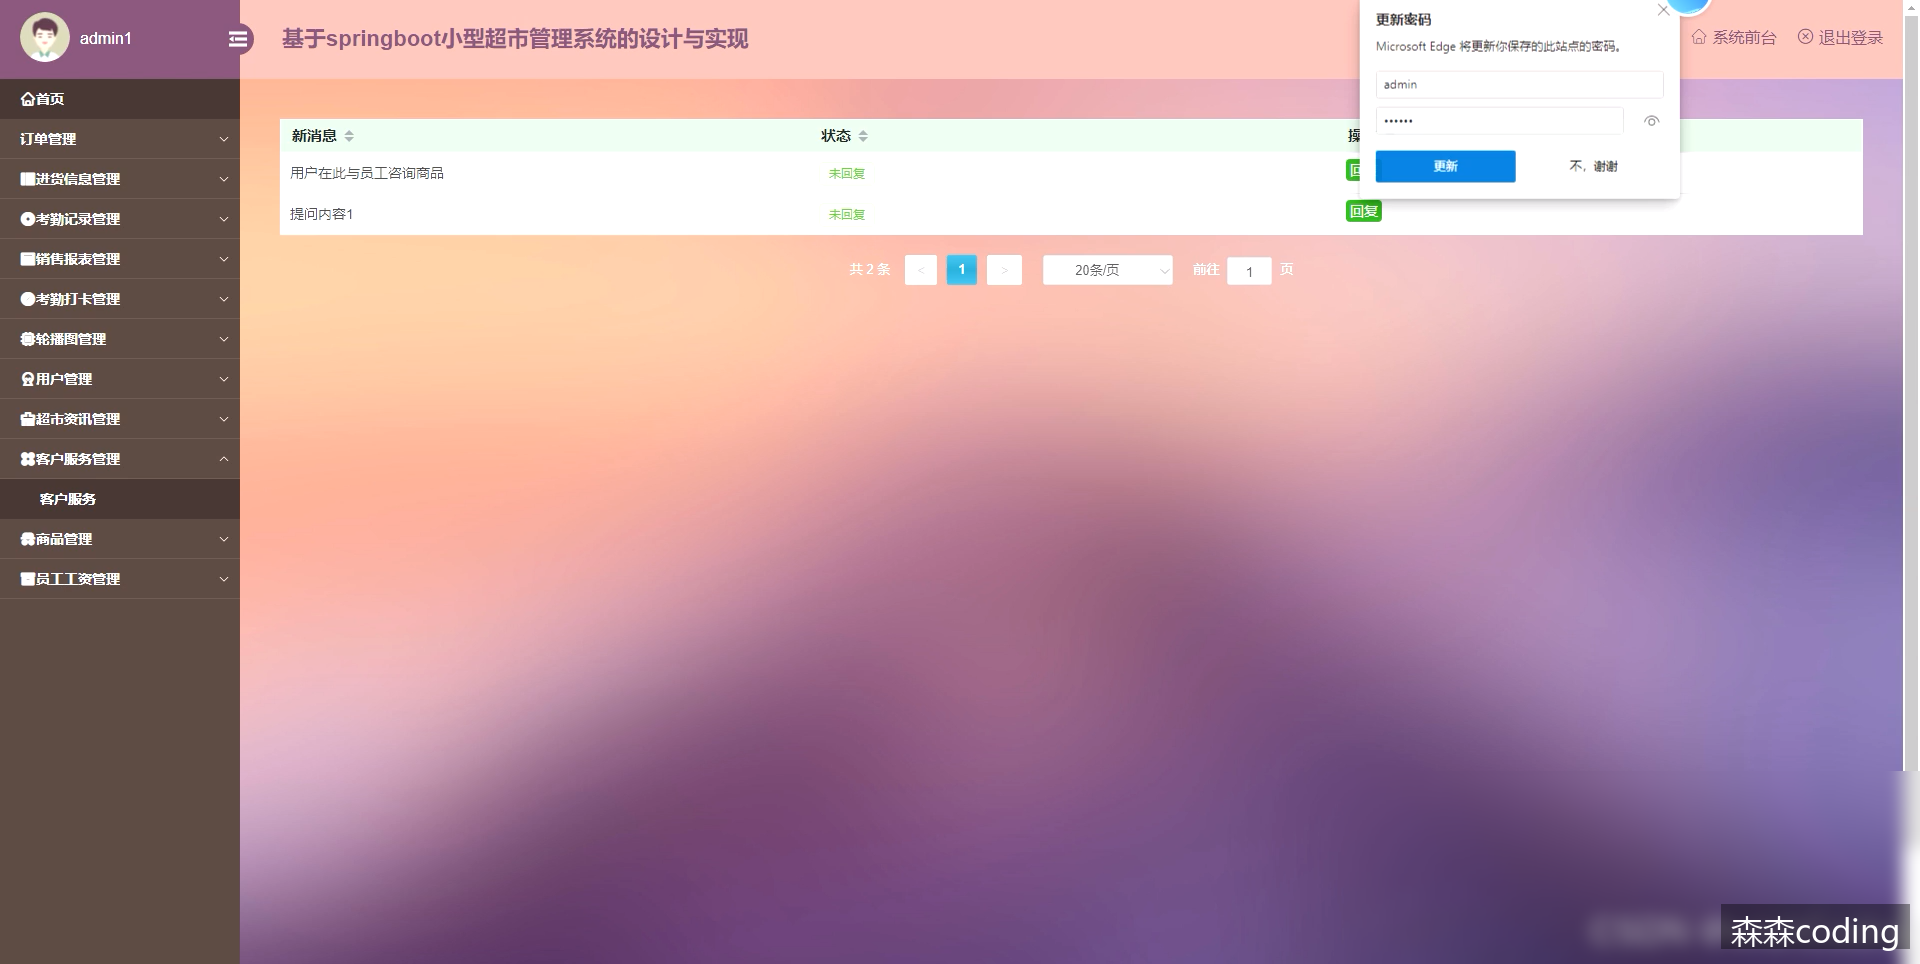 admin1
基于springboot小型超市管理系统的设计与实现
更新密码
Microsoft Edge 将更新你保存的此站点的密码。
admin
••••••
更新
不，谢谢
系统前台
退出登录
首页
订单管理
进货信息管理
考勤记录管理
销售报表管理
考勤打卡管理
轮播图管理
用户管理
超市资讯管理
客户服务管理
客户服务
商品管理
员工工资管理
新消息 状态
用户在此与员工咨询商品 未回复
提问内容1 未回复 回复
共 2 条 < 1 > 20条/页 前往 1 页
森森coding